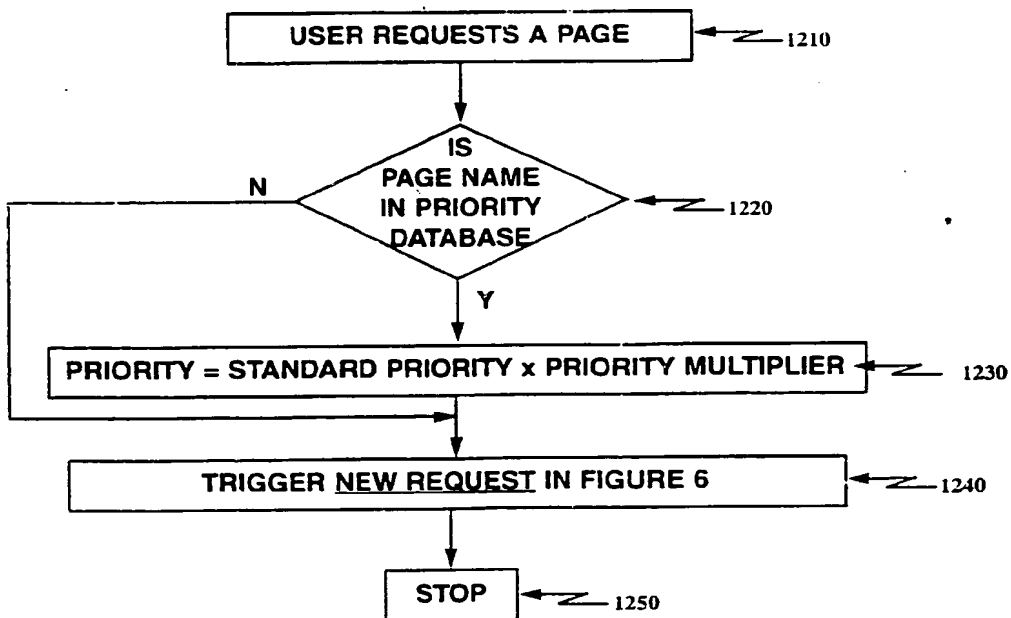 USER REQUESTS A PAGE
1210
IS
PAGE NAME
IN PRIORITY
DATABASE
1220
N
Y
PRIORITY = STANDARD PRIORITY x PRIORITY MULTIPLIER
1230
TRIGGER NEW REQUEST IN FIGURE 6
1240
STOP
1250